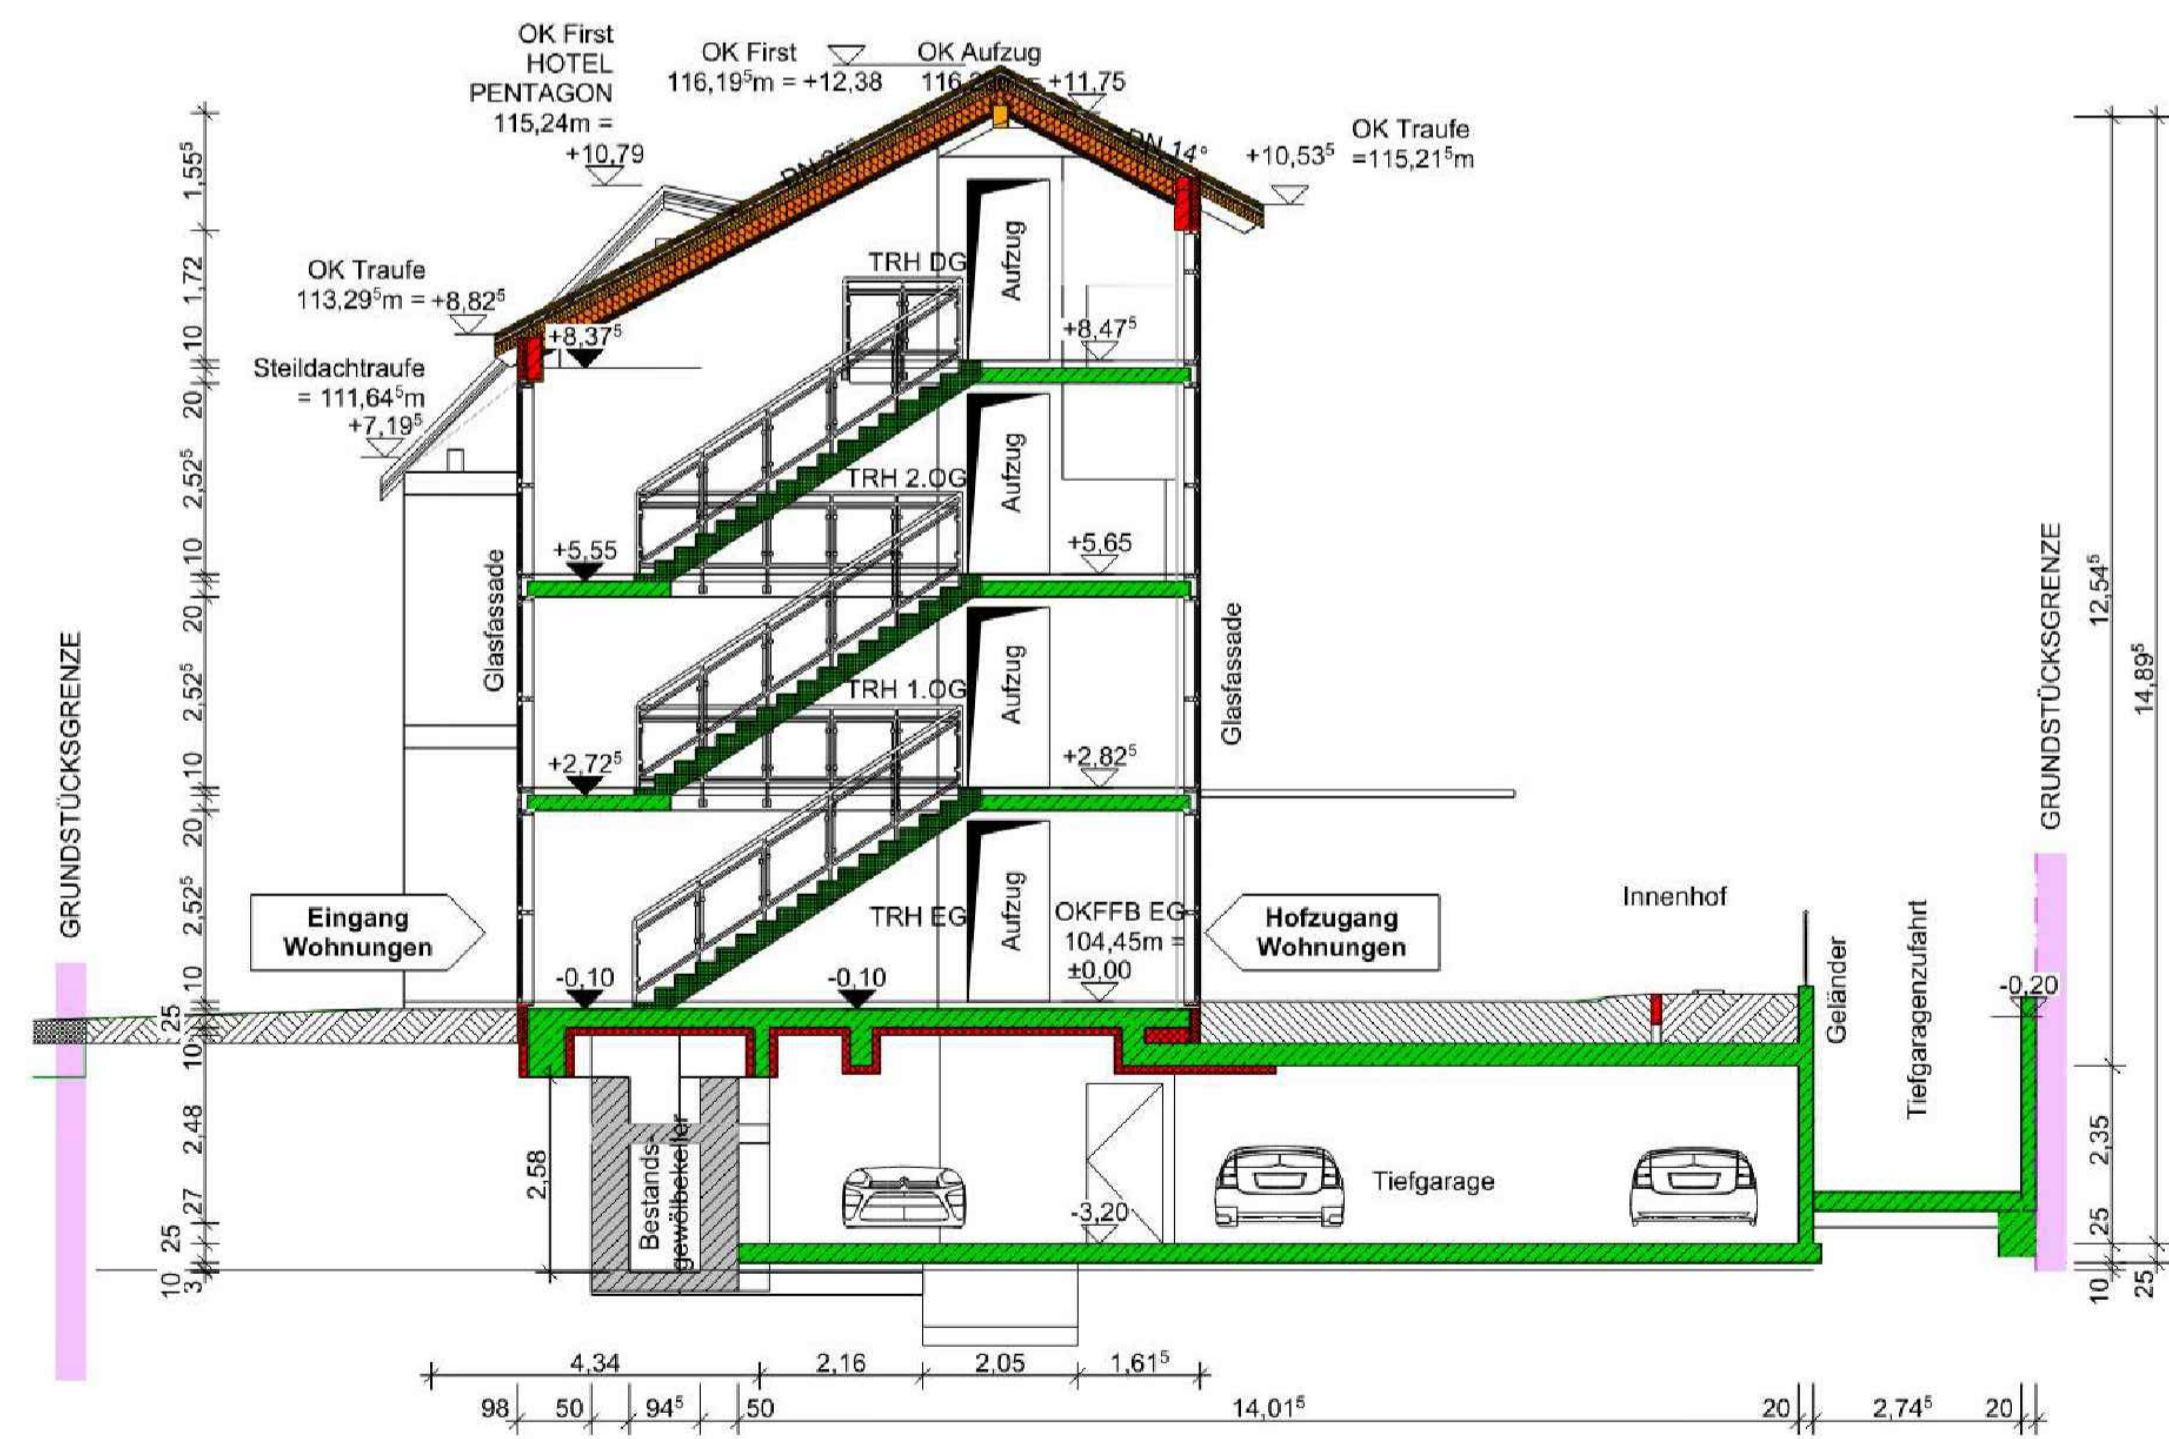 OK First
HOTEL
PENTAGON
115,24m =
+10,79
OK First
116,19⁵m = +12,38
OK Aufzug
+11,75
OK Traufe
+10,53⁵ =115,21⁵m
DN 25°
DN 14°
OK Traufe
113,29⁵m = +8,82⁵
Steildachtraufe
= 111,64⁵m
+7,19⁵
+8,37⁵
TRH DG
Aufzug
+8,47⁵
TRH 2.OG
Aufzug
+5,55
+5,65
TRH 1.OG
Aufzug
+2,72⁵
+2,82⁵
TRH EG
Aufzug
OKFFB EG
104,45m =
±0,00
-0,10
-0,10
Glasfassade
Glasfassade
Eingang
Wohnungen
Hofzugang
Wohnungen
Innenhof
Geländer
Tiefgaragenzufahrt
-0,20
GRUNDSTÜCKSGRENZE
GRUNDSTÜCKSGRENZE
Bestands-
gewölbekeller
2,58
-3,20
Tiefgarage
1,55⁵
1,72
10
20
2,52⁵
10
20
2,52⁵
10
20
2,52⁵
10
25
10
2,48
27
25
3
10
12,54⁵
14,89⁵
2,35
25
10
25
4,34
2,16
2,05
1,61⁵
98
50
94⁵
50
14,01⁵
20
2,74⁵
20